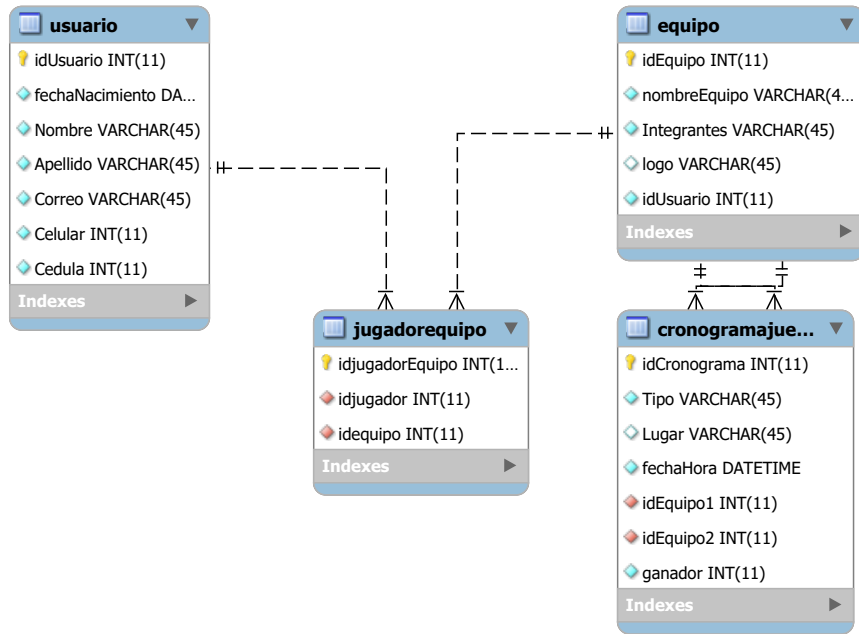 usuario
idUsuario INT(11)
fechaNacimiento DA...
Nombre VARCHAR(45)
Apellido VARCHAR(45)
Correo VARCHAR(45)
Celular INT(11)
Cedula INT(11)
Indexes
equipo
idEquipo INT(11)
nombreEquipo VARCHAR(4...
Integrantes VARCHAR(45)
logo VARCHAR(45)
idUsuario INT(11)
Indexes
jugadorequipo
idjugadorEquipo INT(1...
idjugador INT(11)
idequipo INT(11)
Indexes
cronogramajue...
idCronograma INT(11)
Tipo VARCHAR(45)
Lugar VARCHAR(45)
fechaHora DATETIME
idEquipo1 INT(11)
idEquipo2 INT(11)
ganador INT(11)
Indexes